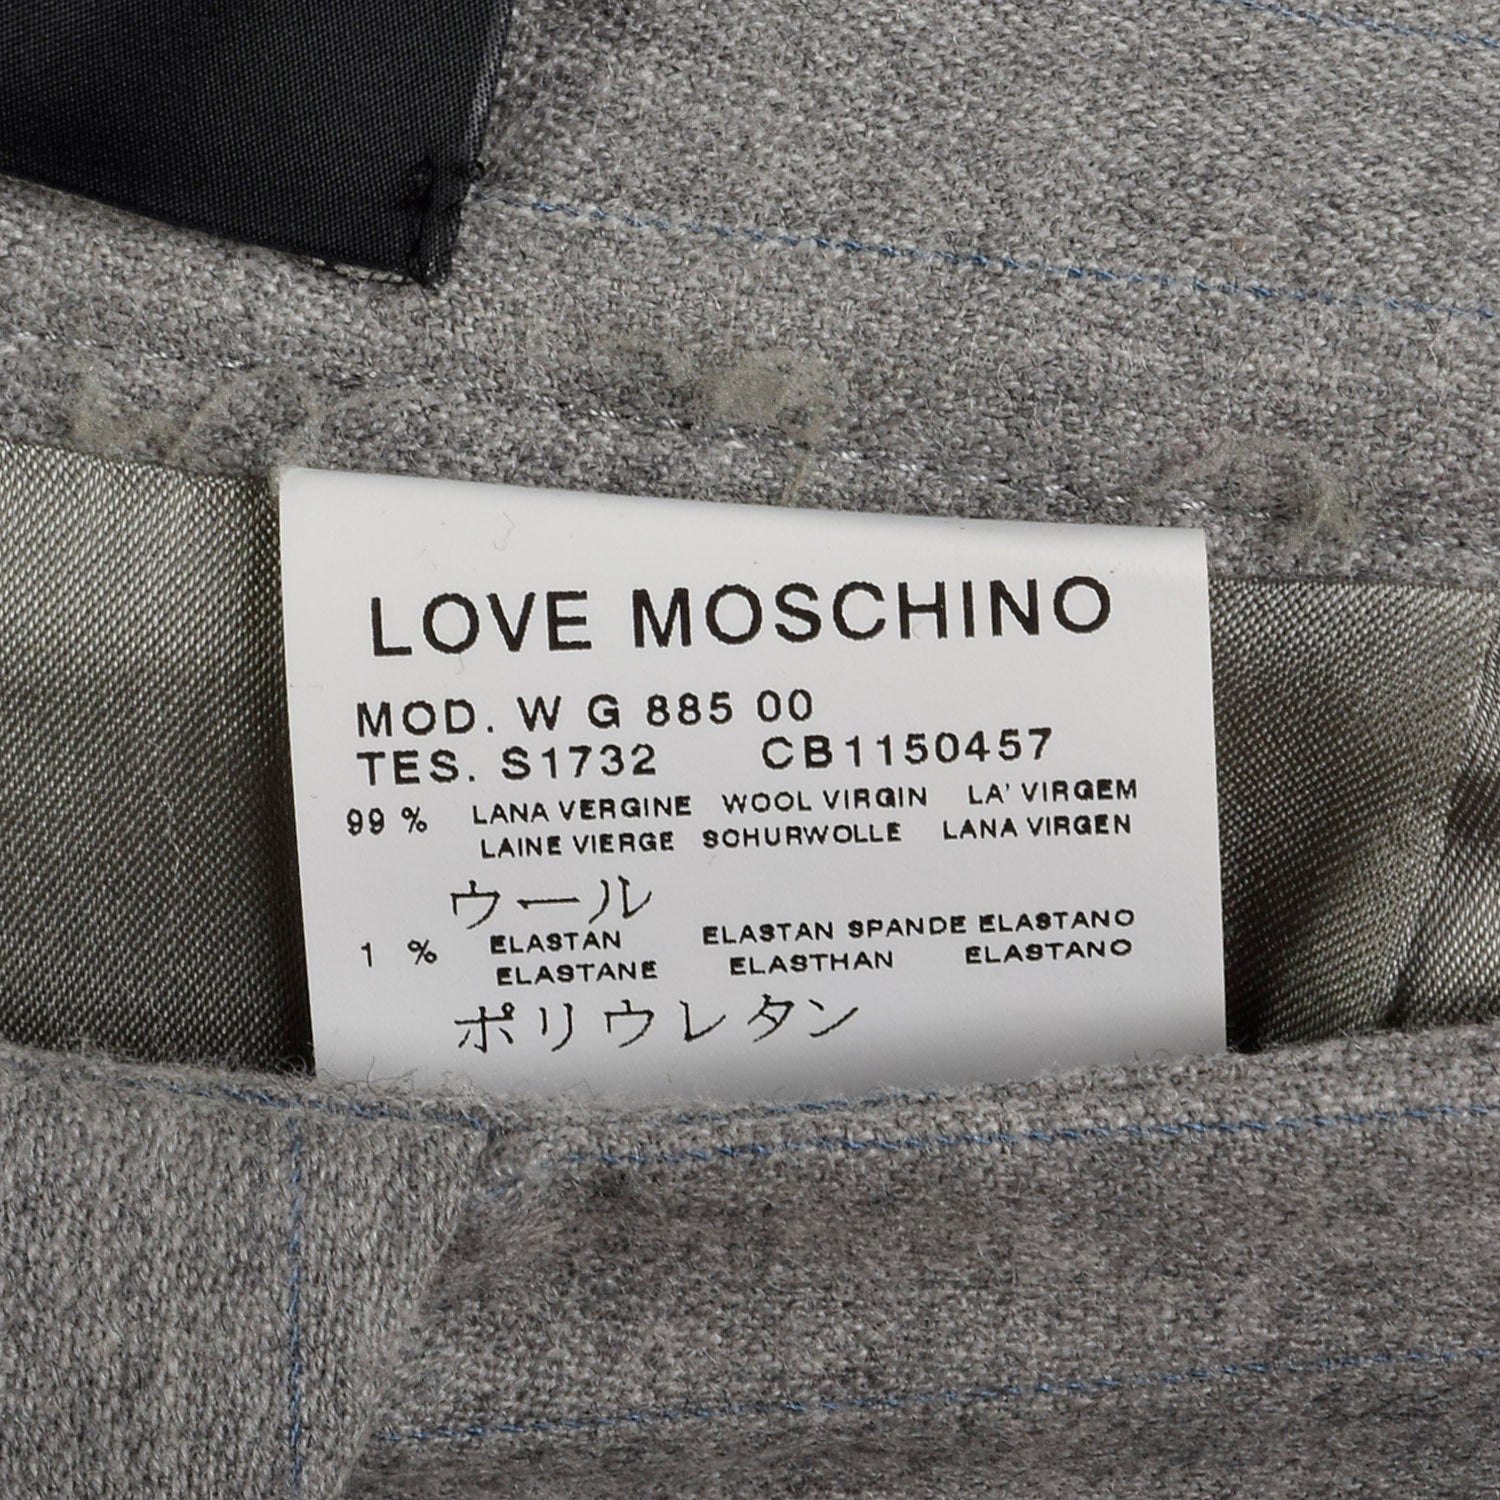 LOVE MOSCHINO
MOD. W G 885 00
TES. S1732 CB1150457
99 % LANA VERGINE WOOL VIRGIN LA' VIRGEM
LAINE VIERGE SCHURWOLLE LANA VIRGEN
ウール
1 % ELASTAN ELASTAN SPANDE ELASTANO
ELASTANE ELASTHAN ELASTANO
ポリウレタン